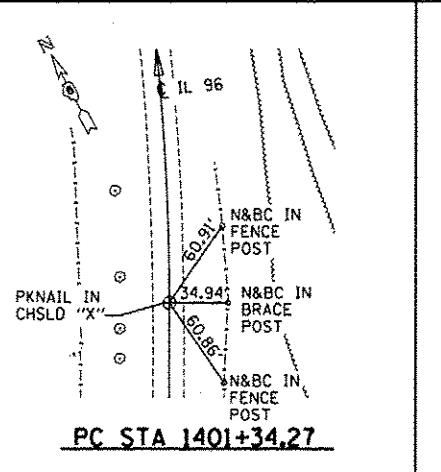 N
℄ IL 96
N&BC IN
FENCE
POST
60.91'
34.94'
N&BC IN
BRACE
POST
PKNAIL IN
CHSLD "X"
60.86'
N&BC IN
FENCE
POST
PC STA 1401+34.27